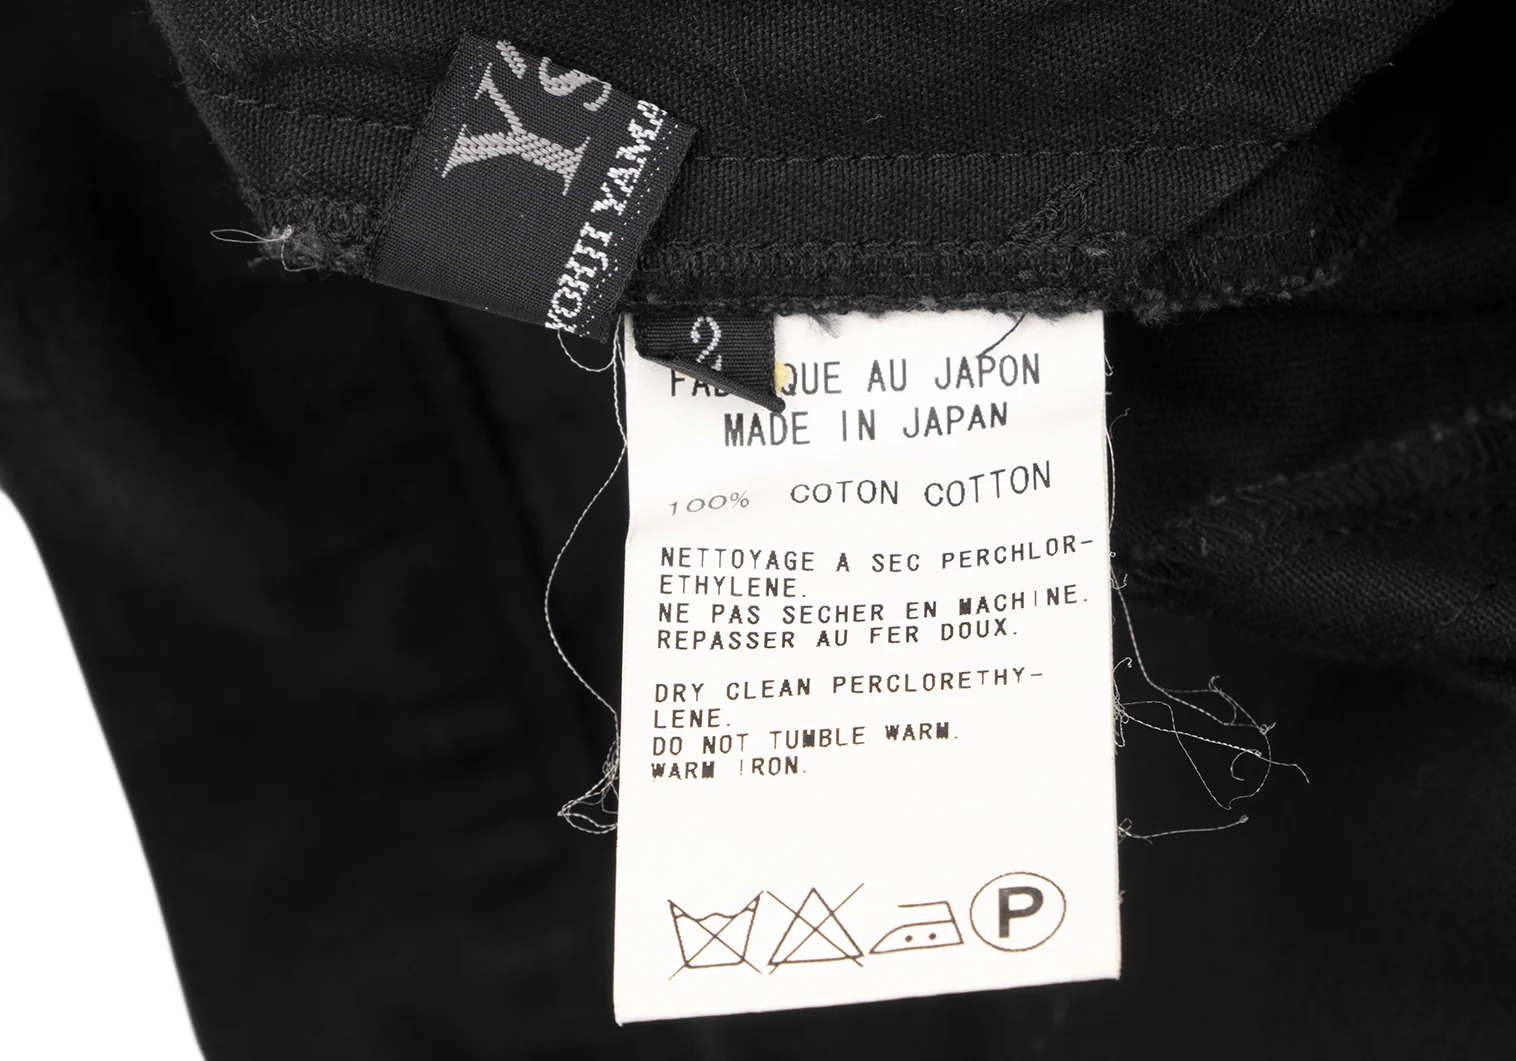 Y's
YOHJI YAMA
2
QUE AU JAPON
MADE IN JAPAN
100% COTON COTTON
NETTOYAGE A SEC PERCHLOR-
ETHYLENE.
NE PAS SECHER EN MACHINE.
REPASSER AU FER DOUX.
DRY CLEAN PERCLORETHY-
LENE.
DO NOT TUMBLE WARM.
WARM IRON.
P